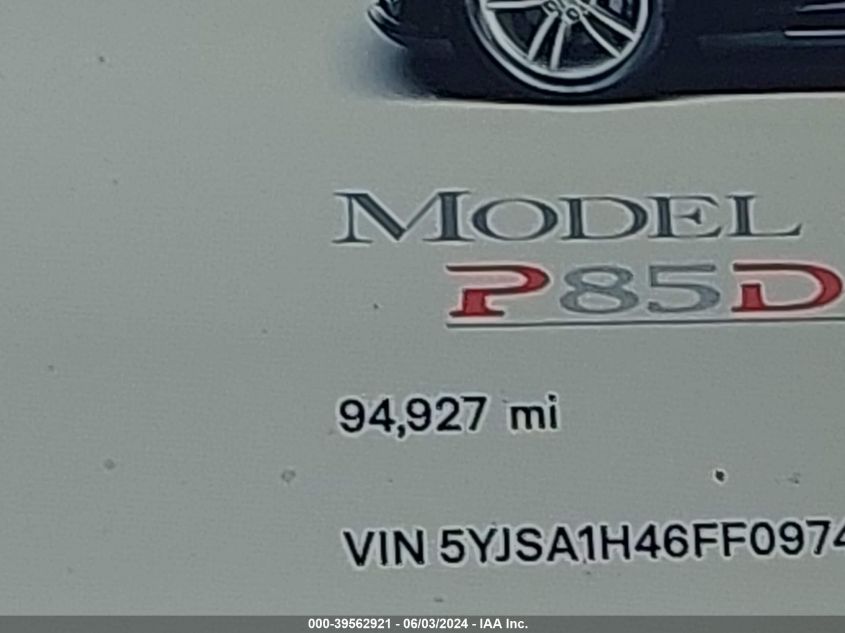 MODEL
P85D
94,927 mi
VIN 5YJSA1H46FF0974
000-39562921 - 06/03/2024 - IAA Inc.